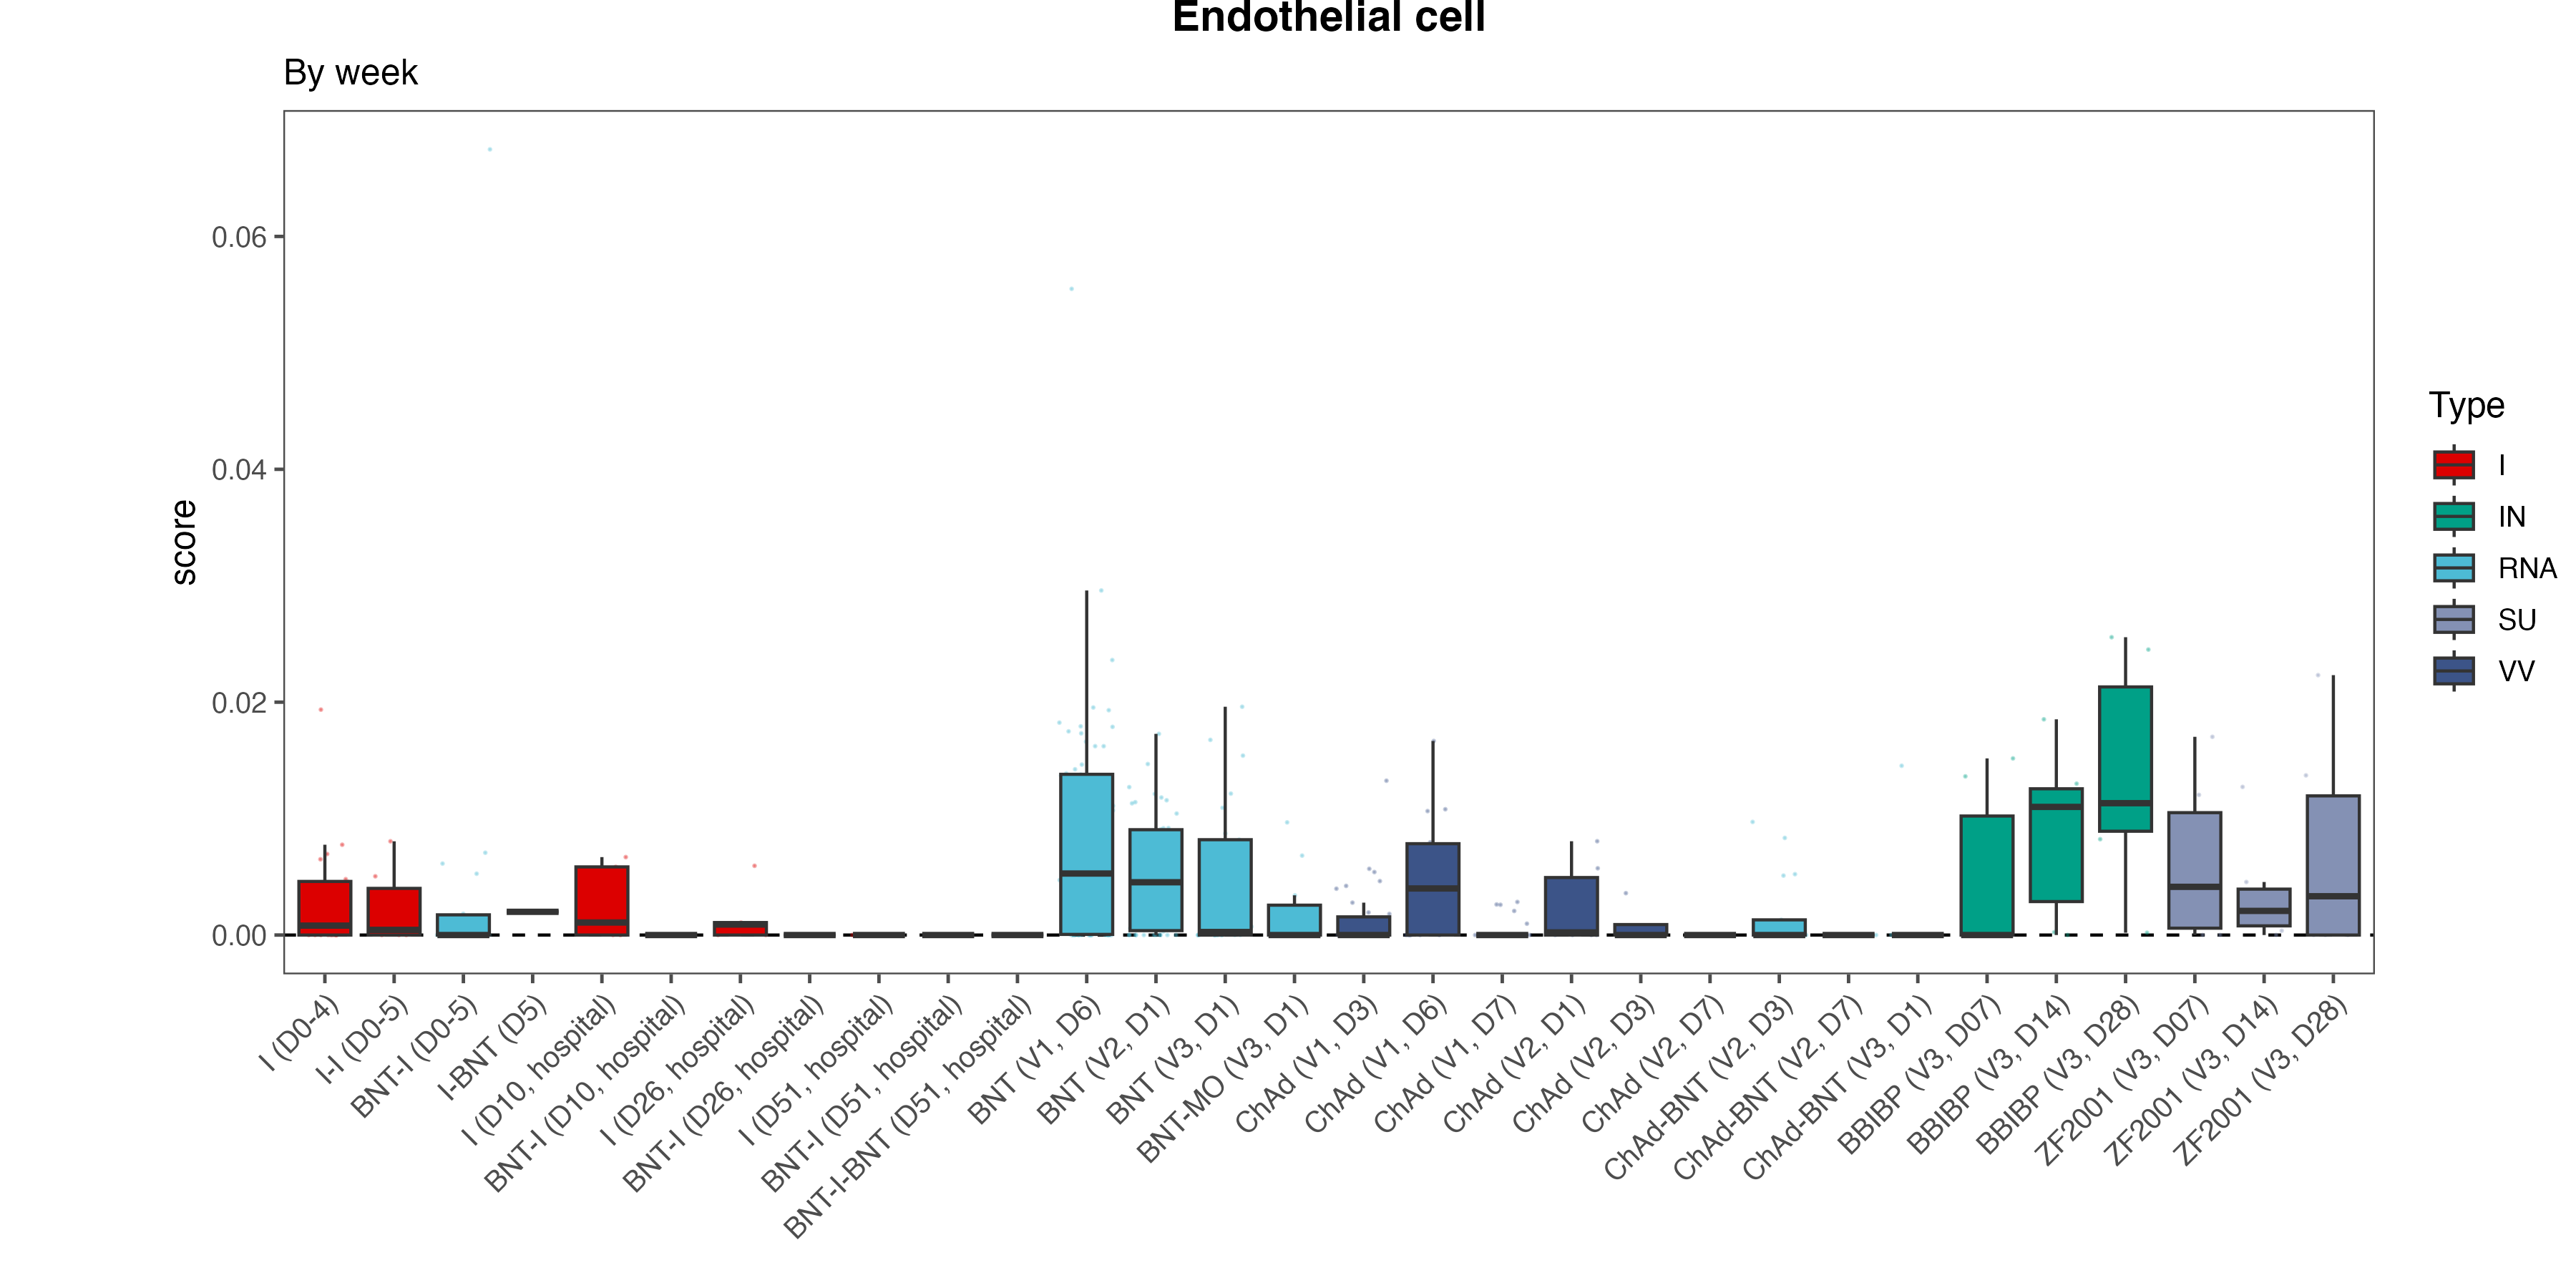 Endothelial cell
By week
score
0.06
0.04
0.02
0.00
I (D0-4)
I-I (D0-5)
BNT-I (D0-5)
I-BNT (D5)
I (D10, hospital)
BNT-I (D10, hospital)
I (D26, hospital)
BNT-I (D26, hospital)
I (D51, hospital)
BNT-I (D51, hospital)
BNT-I-BNT (D51, hospital)
BNT (V1, D6)
BNT (V2, D1)
BNT (V3, D1)
BNT-MO (V3, D1)
ChAd (V1, D3)
ChAd (V1, D6)
ChAd (V1, D7)
ChAd (V2, D1)
ChAd (V2, D3)
ChAd (V2, D7)
ChAd-BNT (V2, D3)
ChAd-BNT (V2, D7)
ChAd-BNT (V3, D1)
BBIBP (V3, D07)
BBIBP (V3, D14)
BBIBP (V3, D28)
ZF2001 (V3, D07)
ZF2001 (V3, D14)
ZF2001 (V3, D28)
Type
I
IN
RNA
SU
VV